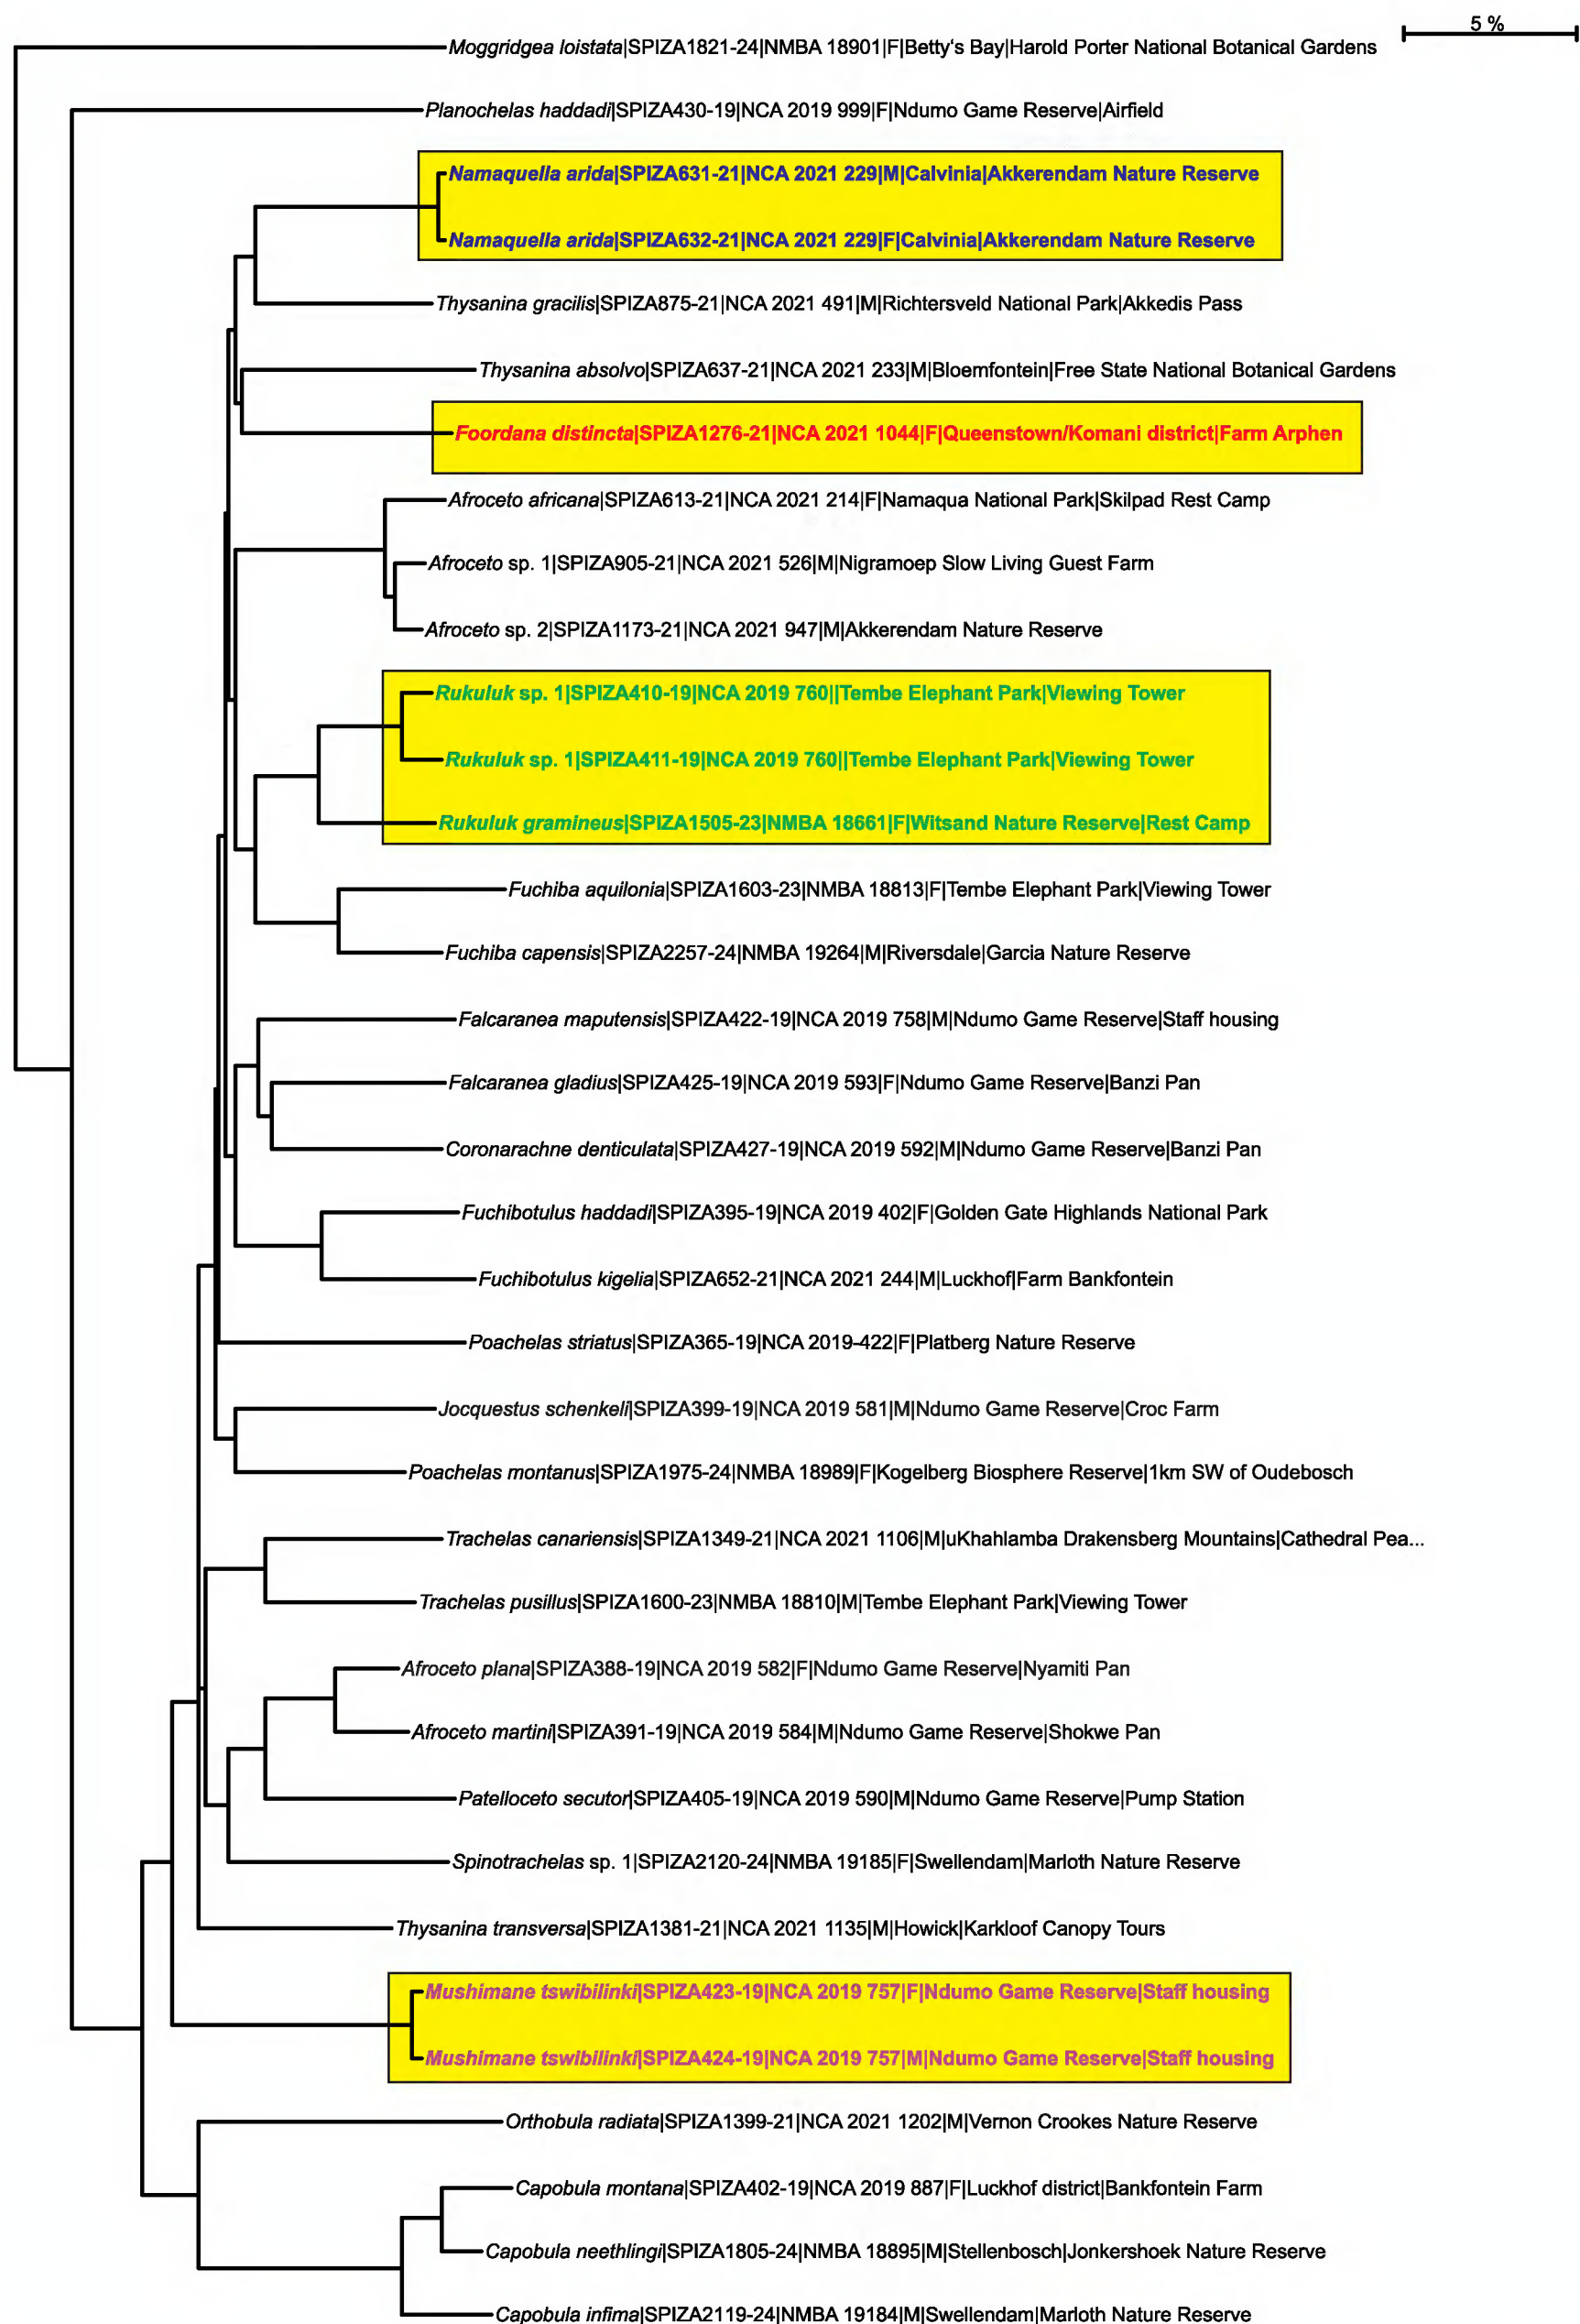 5 %
Moggridgea loistata|SPIZA1821-24|NMBA 18901|F|Betty's Bay|Harold Porter National Botanical Gardens
Planochelas haddadi|SPIZA430-19|NCA 2019 999|F|Ndumo Game Reserve|Airfield
Namaquella arida|SPIZA631-21|NCA 2021 229|M|Calvinia|Akkerendam Nature Reserve
Namaquella arida|SPIZA632-21|NCA 2021 229|F|Calvinia|Akkerendam Nature Reserve
Thysanina gracilis|SPIZA875-21|NCA 2021 491|M|Richtersveld National Park|Akkedis Pass
Thysanina absolvo|SPIZA637-21|NCA 2021 233|M|Bloemfontein|Free State National Botanical Gardens
Foordana distincta|SPIZA1276-21|NCA 2021 1044|F|Queenstown/Komani district|Farm Arphen
Afroceto africana|SPIZA613-21|NCA 2021 214|F|Namaqua National Park|Skilpad Rest Camp
Afroceto sp. 1|SPIZA905-21|NCA 2021 526|M|Nigramoep Slow Living Guest Farm
Afroceto sp. 2|SPIZA1173-21|NCA 2021 947|M|Akkerendam Nature Reserve
Rukuluk sp. 1|SPIZA410-19|NCA 2019 760||Tembe Elephant Park|Viewing Tower
Rukuluk sp. 1|SPIZA411-19|NCA 2019 760||Tembe Elephant Park|Viewing Tower
Rukuluk gramineus|SPIZA1505-23|NMBA 18661|F|Witsand Nature Reserve|Rest Camp
Fuchiba aquilonia|SPIZA1603-23|NMBA 18813|F|Tembe Elephant Park|Viewing Tower
Fuchiba capensis|SPIZA2257-24|NMBA 19264|M|Riversdale|Garcia Nature Reserve
Falcaranea maputensis|SPIZA422-19|NCA 2019 758|M|Ndumo Game Reserve|Staff housing
Falcaranea gladius|SPIZA425-19|NCA 2019 593|F|Ndumo Game Reserve|Banzi Pan
Coronarachne denticulata|SPIZA427-19|NCA 2019 592|M|Ndumo Game Reserve|Banzi Pan
Fuchibotulus haddadi|SPIZA395-19|NCA 2019 402|F|Golden Gate Highlands National Park
Fuchibotulus kigelia|SPIZA652-21|NCA 2021 244|M|Luckhof|Farm Bankfontein
Poachelas striatus|SPIZA365-19|NCA 2019-422|F|Platberg Nature Reserve
Jocquestus schenkeli|SPIZA399-19|NCA 2019 581|M|Ndumo Game Reserve|Croc Farm
Poachelas montanus|SPIZA1975-24|NMBA 18989|F|Kogelberg Biosphere Reserve|1km SW of Oudebosch
Trachelas canariensis|SPIZA1349-21|NCA 2021 1106|M|uKhahlamba Drakensberg Mountains|Cathedral Pea...
Trachelas pusillus|SPIZA1600-23|NMBA 18810|M|Tembe Elephant Park|Viewing Tower
Afroceto plana|SPIZA388-19|NCA 2019 582|F|Ndumo Game Reserve|Nyamiti Pan
Afroceto martini|SPIZA391-19|NCA 2019 584|M|Ndumo Game Reserve|Shokwe Pan
Patelloceto secutor|SPIZA405-19|NCA 2019 590|M|Ndumo Game Reserve|Pump Station
Spinotrachelas sp. 1|SPIZA2120-24|NMBA 19185|F|Swellendam|Marloth Nature Reserve
Thysanina transversa|SPIZA1381-21|NCA 2021 1135|M|Howick|Karkloof Canopy Tours
Mushimane tswibilinki|SPIZA423-19|NCA 2019 757|F|Ndumo Game Reserve|Staff housing
Mushimane tswibilinki|SPIZA424-19|NCA 2019 757|M|Ndumo Game Reserve|Staff housing
Orthobula radiata|SPIZA1399-21|NCA 2021 1202|M|Vernon Crookes Nature Reserve
Capobula montana|SPIZA402-19|NCA 2019 887|F|Luckhof district|Bankfontein Farm
Capobula neethlingi|SPIZA1805-24|NMBA 18895|M|Stellenbosch|Jonkershoek Nature Reserve
Capobula infima|SPIZA2119-24|NMBA 19184|M|Swellendam|Marloth Nature Reserve